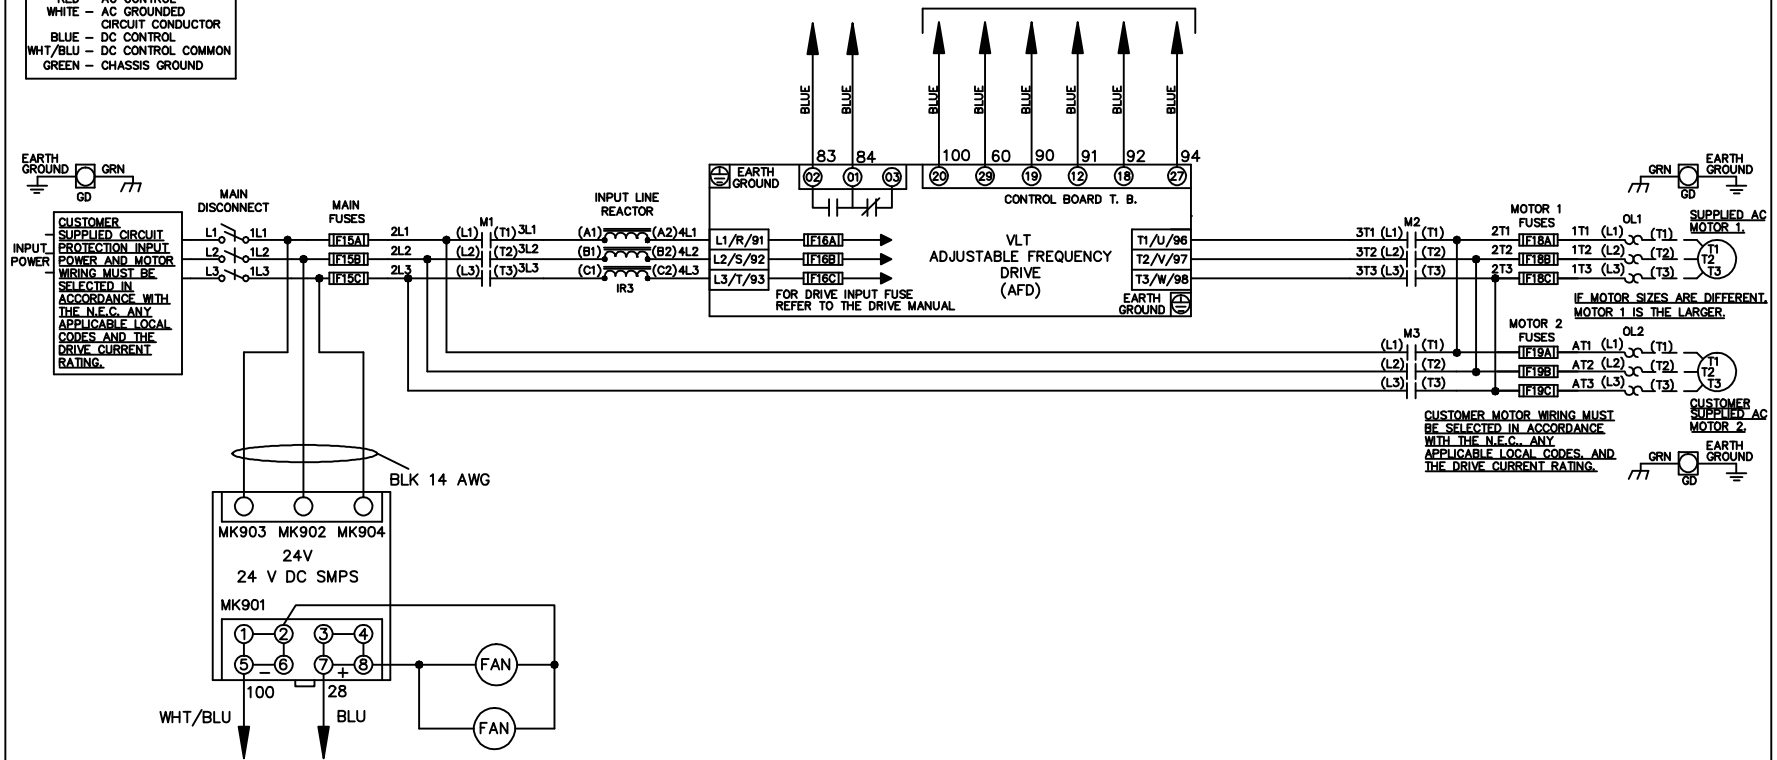 RED – AC CONTROL
WHITE – AC GROUNDED
CIRCUIT CONDUCTOR
BLUE – DC CONTROL
WHT/BLU – DC CONTROL COMMON
GREEN – CHASSIS GROUND
BLUE
BLUE
BLUE
BLUE
BLUE
BLUE
BLUE
BLUE
83
84
100
60
90
91
92
94
EARTH
GROUND
GRN
GD
EARTH
GROUND
02
01
03
20
29
19
12
18
27
CONTROL BOARD T. B.
GRN
EARTH
GROUND
GD
INPUT
POWER
CUSTOMER
SUPPLIED CIRCUIT
PROTECTION INPUT
POWER AND MOTOR
WIRING MUST BE
SELECTED IN
ACCORDANCE WITH
THE N.E.C. ANY
APPLICABLE LOCAL
CODES AND THE
DRIVE CURRENT
RATING.
MAIN
DISCONNECT
L1
1L1
L2
1L2
L3
1L3
MAIN
FUSES
F15A
F15B
F15C
2L1
2L2
2L3
M1
(L1) (T1) 3L1
(L2) (T2) 3L2
(L3) (T3) 3L3
INPUT LINE
REACTOR
(A1) (A2) 4L1
(B1) (B2) 4L2
(C1) (C2) 4L3
IR3
L1/R/91
L2/S/92
L3/T/93
F16A
F16B
F16C
FOR DRIVE INPUT FUSE
REFER TO THE DRIVE MANUAL
VLT
ADJUSTABLE FREQUENCY
DRIVE
(AFD)
T1/U/96
T2/V/97
T3/W/98
EARTH
GROUND
M2
3T1 (L1) (T1)
3T2 (L2) (T2)
3T3 (L3) (T3)
MOTOR 1
FUSES
2T1
2T2
2T3
F18A
F18B
F18C
OL1
1T1 (L1) (T1)
1T2 (L2) (T2)
1T3 (L3) (T3)
SUPPLIED AC
MOTOR 1.
T1
T2
T3
IF MOTOR SIZES ARE DIFFERENT,
MOTOR 1 IS THE LARGER.
M3
(L1) (T1)
(L2) (T2)
(L3) (T3)
MOTOR 2
FUSES
F19A
F19B
F19C
OL2
AT1 (L1) (T1)
AT2 (L2) (T2)
AT3 (L3) (T3)
T1
T2
T3
CUSTOMER
SUPPLIED AC
MOTOR 2.
CUSTOMER MOTOR WIRING MUST
BE SELECTED IN ACCORDANCE
WITH THE N.E.C., ANY
APPLICABLE LOCAL CODES, AND
THE DRIVE CURRENT RATING.
GRN
EARTH
GROUND
GD
BLK 14 AWG
MK903 MK902 MK904
24V
24 V DC SMPS
MK901
1 2 3 4
5 6 7 8
– +
100
28
WHT/BLU
BLU
FAN
FAN